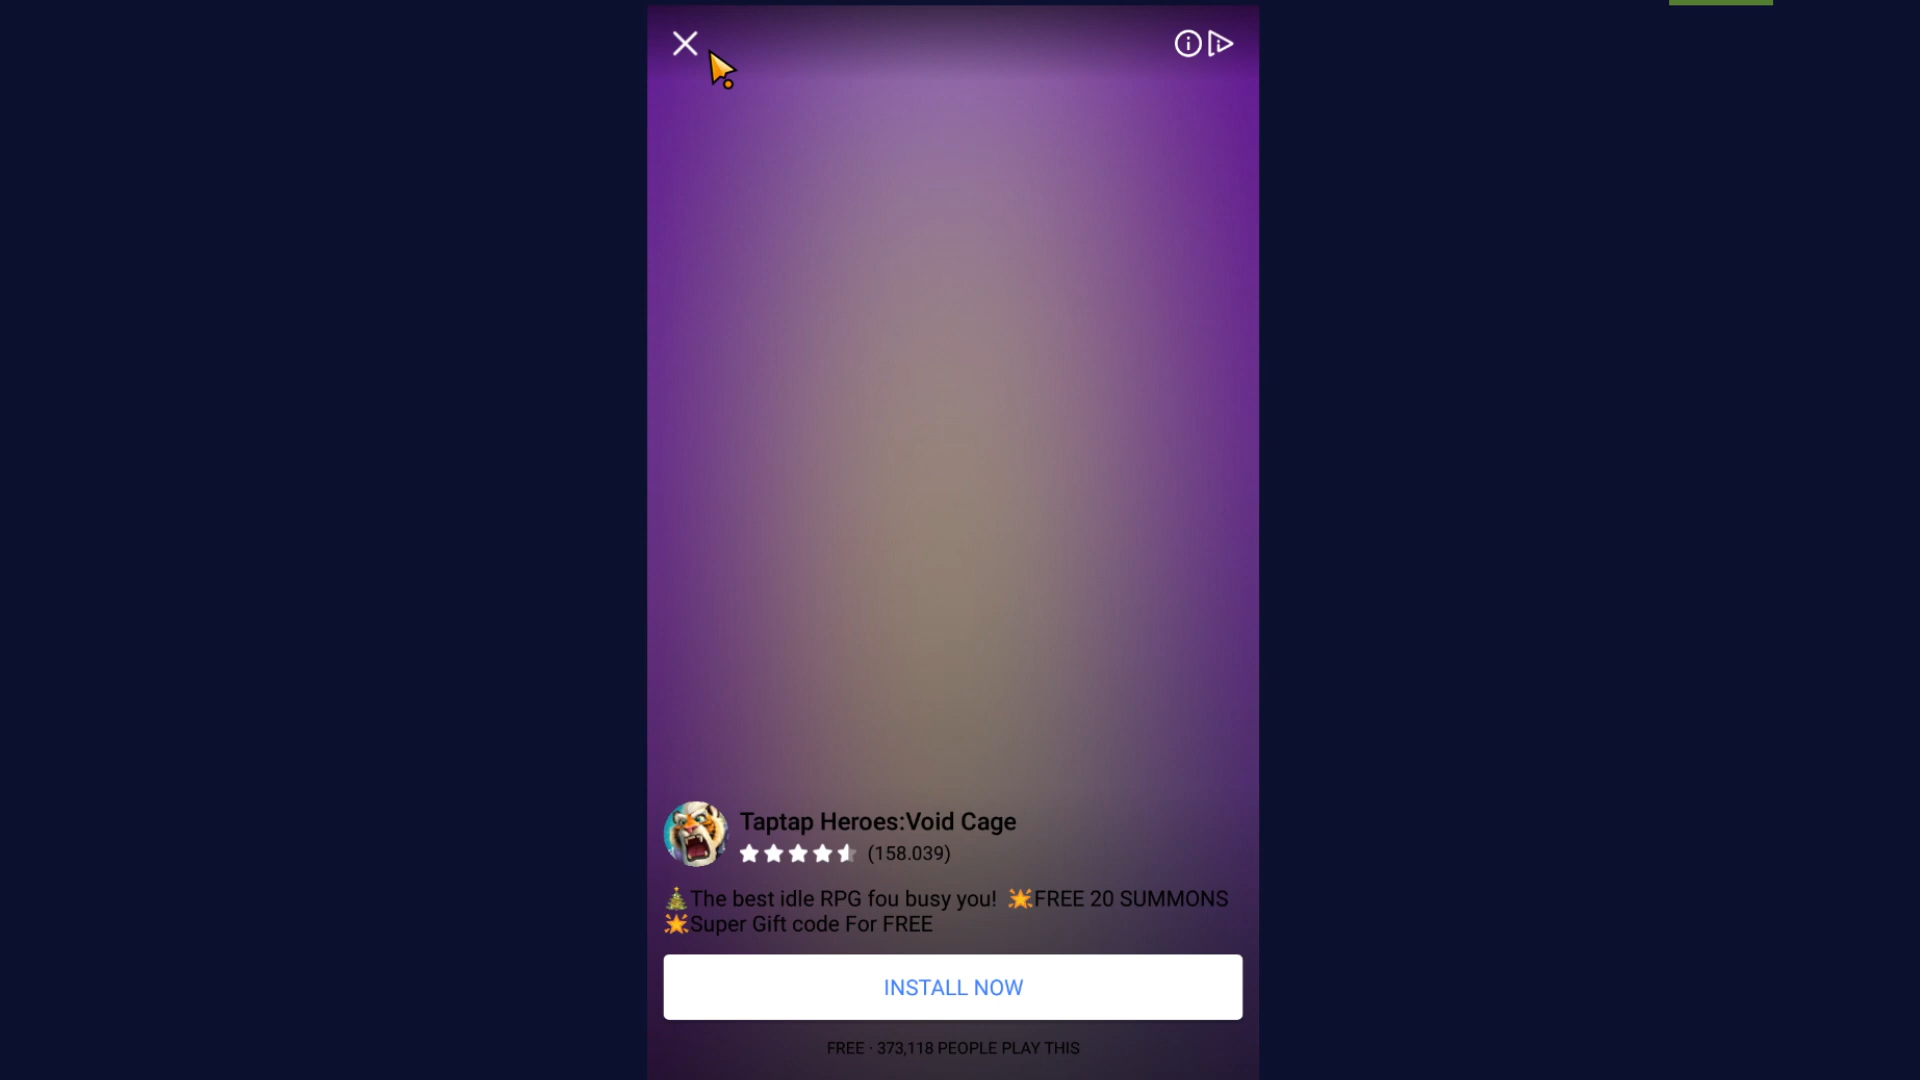 Taptap Heroes:Void Cage
(158.039)
🎄The best idle RPG fou busy you! 🌟FREE 20 SUMMONS
🌟Super Gift code For FREE
INSTALL NOW
FREE · 373,118 PEOPLE PLAY THIS